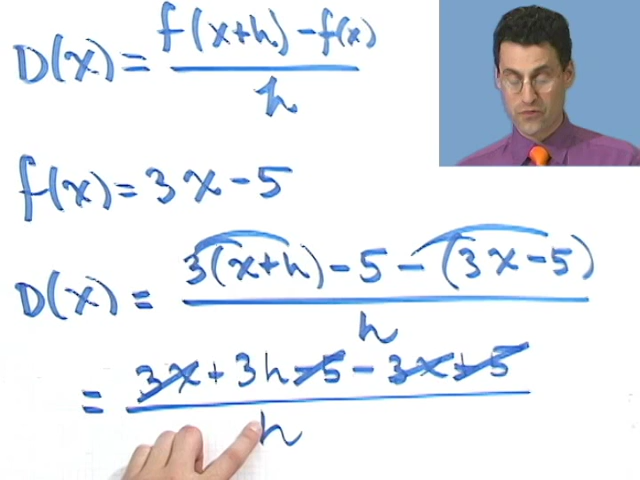 D(x) = f(x+h) - f(x)
h
f(x) = 3x - 5
D(x) = 3(x+h) - 5 - (3x - 5)
h
= 3x + 3h - 5 - 3x + 5
h